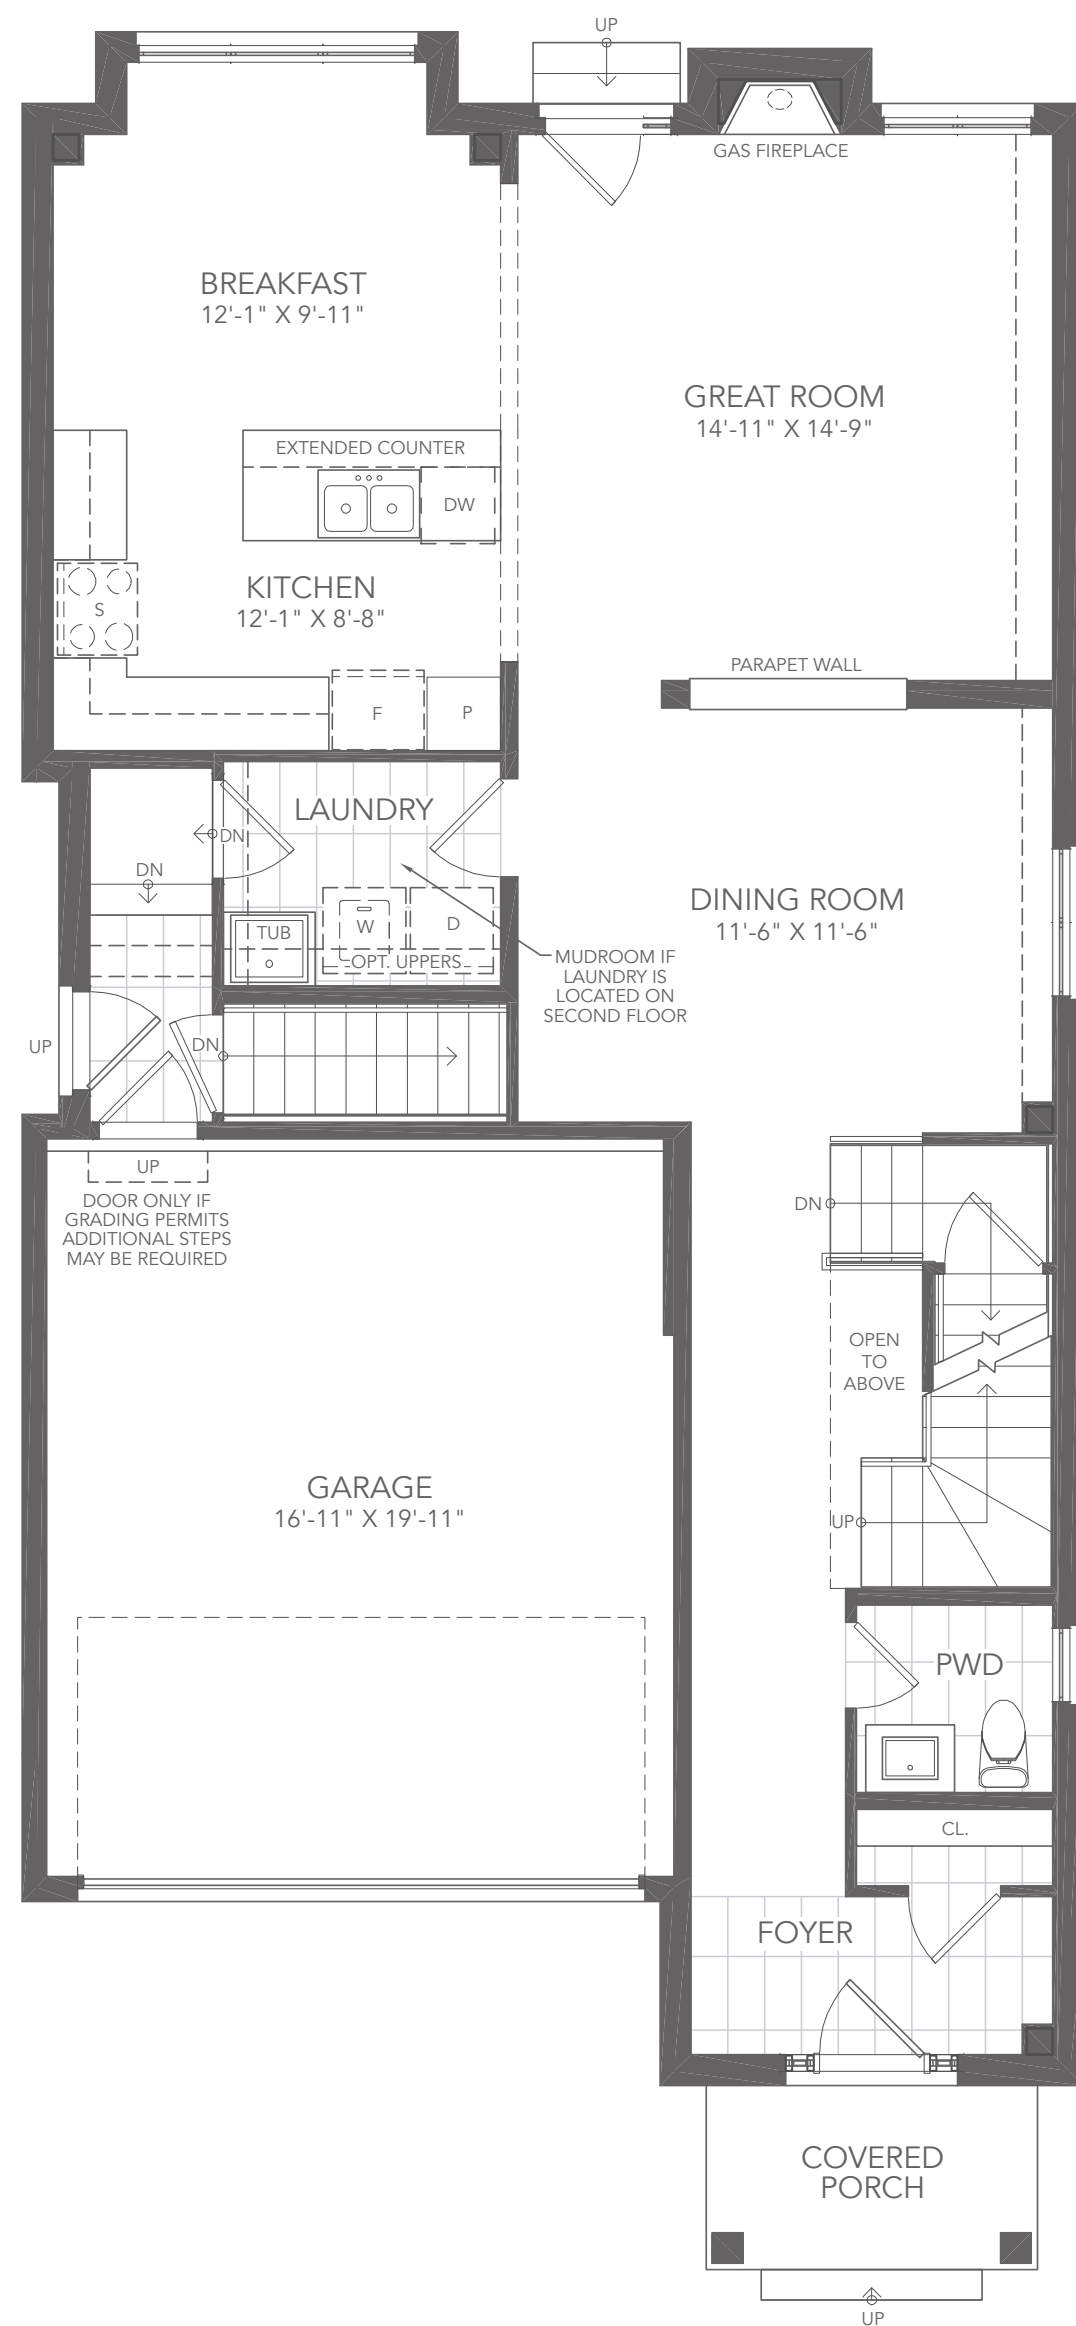 UP
GAS FIREPLACE
BREAKFAST
12'-1" X 9'-11"
GREAT ROOM
14'-11" X 14'-9"
EXTENDED COUNTER
DW
KITCHEN
12'-1" X 8'-8"
S
F
P
PARAPET WALL
LAUNDRY
DN
DN
TUB
W
D
OPT. UPPERS
DINING ROOM
11'-6" X 11'-6"
MUDROOM IF
LAUNDRY IS
LOCATED ON
SECOND FLOOR
UP
DN
UP
DOOR ONLY IF
GRADING PERMITS
ADDITIONAL STEPS
MAY BE REQUIRED
DN
OPEN
TO
ABOVE
GARAGE
16'-11" X 19'-11"
UP
PWD
CL.
FOYER
COVERED
PORCH
UP